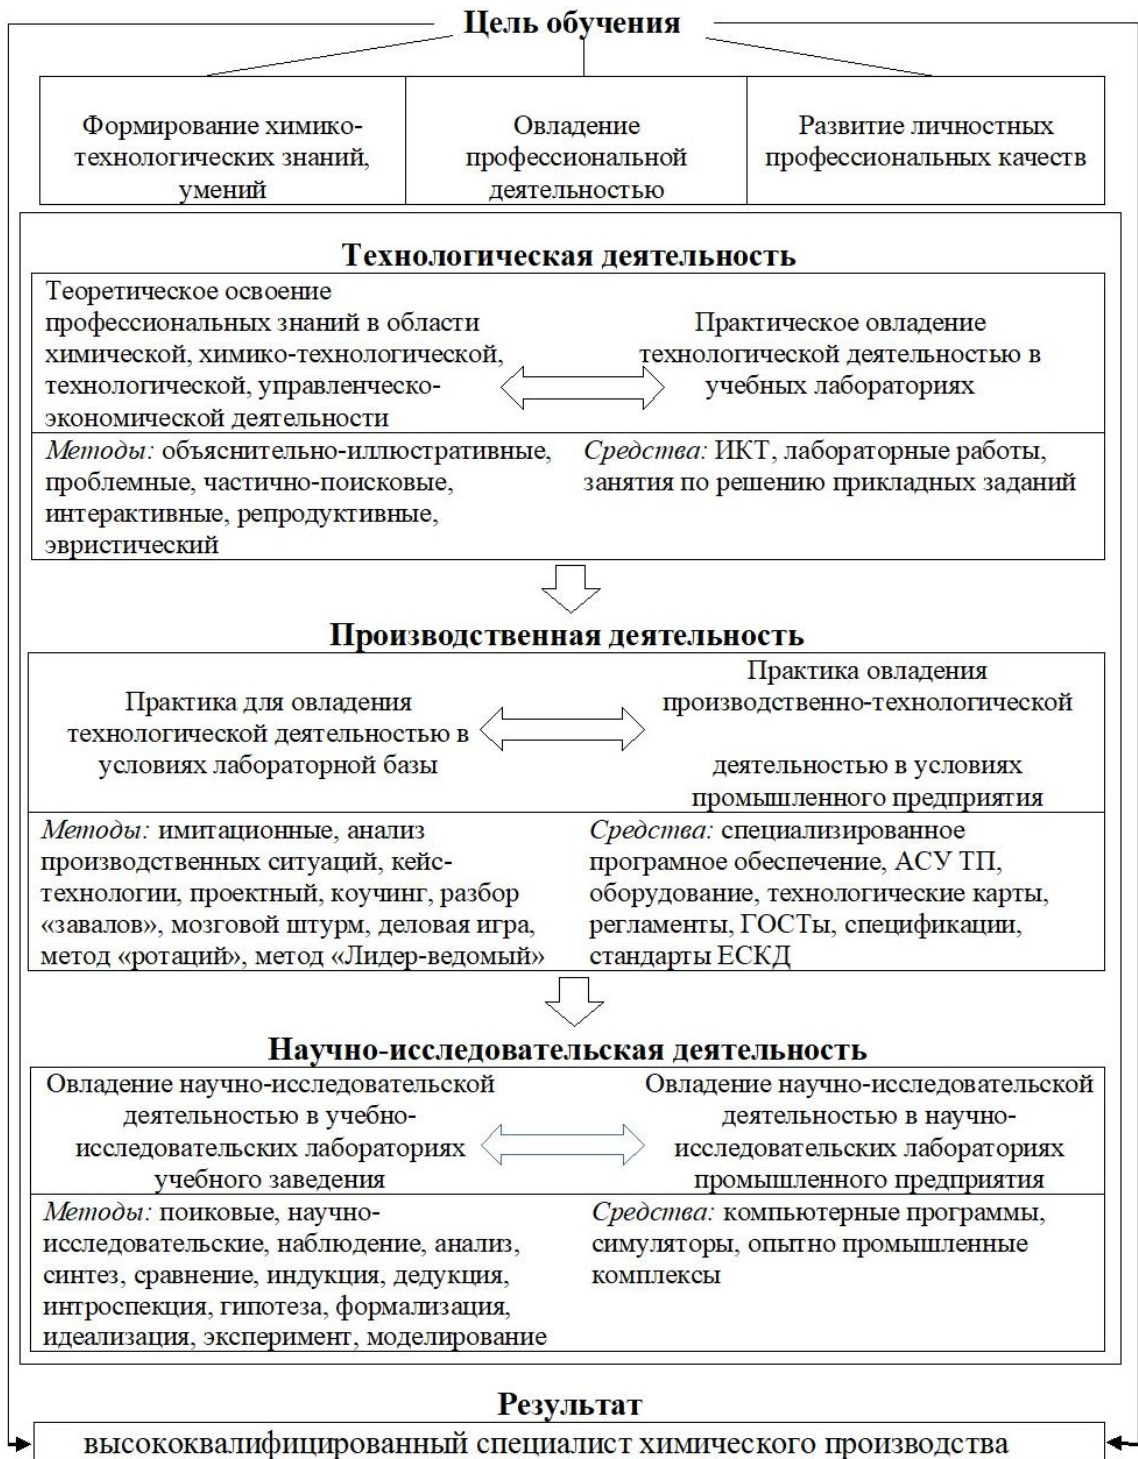 Цель обучения
Формирование химико-
технологических знаний,
умений
Овладение
профессиональной
деятельностью
Развитие личностных
профессиональных качеств
Технологическая деятельность
Теоретическое освоение
профессиональных знаний в области
химической, химико-технологической,
технологической, управленческо-
экономической деятельности
Практическое овладение
технологической деятельностью в
учебных лабораториях
Методы: объяснительно-иллюстративные,
проблемные, частично-поисковые,
интерактивные, репродуктивные,
эвристический
Средства: ИКТ, лабораторные работы,
занятия по решению прикладных заданий
Производственная деятельность
Практика для овладения
технологической деятельностью в
условиях лабораторной базы
Практика овладения
производственно-технологической
деятельностью в условиях
промышленного предприятия
Методы: имитационные, анализ
производственных ситуаций, кейс-
технологии, проектный, коучинг, разбор
«завалов», мозговой штурм, деловая игра,
метод «ротаций», метод «Лидер-ведомый»
Средства: специализированное
програмное обеспечение, АСУ ТП,
оборудование, технологические карты,
регламенты, ГОСТы, спецификации,
стандарты ЕСКД
Научно-исследовательская деятельность
Овладение научно-исследовательской
деятельностью в учебно-
исследовательских лабораториях
учебного заведения
Овладение научно-исследовательской
деятельностью в научно-
исследовательских лабораториях
промышленного предприятия
Методы: поиковые, научно-
исследовательские, наблюдение, анализ,
синтез, сравнение, индукция, дедукция,
интроспекция, гипотеза, формализация,
идеализация, эксперимент, моделирование
Средства: компьютерные программы,
симуляторы, опытно промышленные
комплексы
Результат
высококвалифицированный специалист химического производства